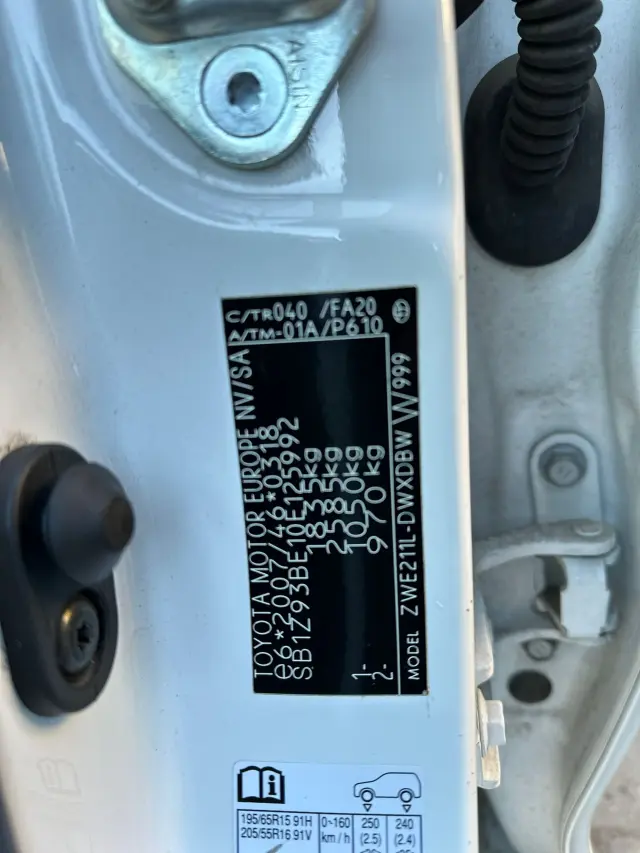 AISIN
C/TR040 /FA20
A/TM-01A/P610
TOYOTA MOTOR EUROPE NV/SA
e6*2007/46*0318
SB1Z93BE10E125992
1835kg
2585kg
1- 1050kg
2- 970 kg
MODEL ZWE211L-DWXDBW W999
195/65R15 91H
205/55R16 91V
0~160
km/h
250
(2.5)
240
(2.4)